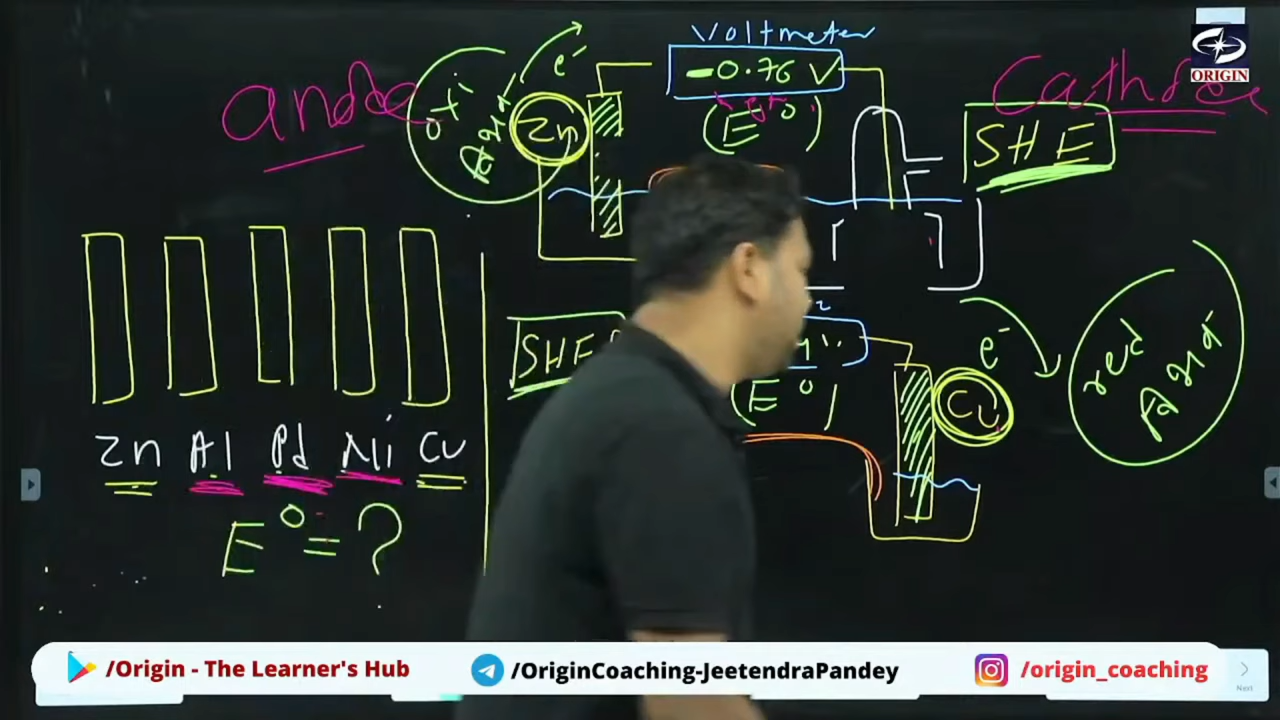 Voltmeter
-0.76 V
(E°)
anode
oxi
e⁻
Zn
Cathode
SHE
ORIGIN
SHE
(E°)
e⁻
Cu
red
Zn Al Pd Ni Cu
E° = ?
/Origin - The Learner's Hub
/OriginCoaching-JeetendraPandey
/origin_coaching
Next